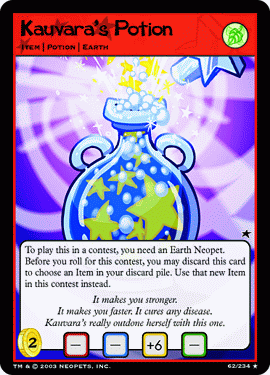 Kauvara's Potion
Item | Potion | Earth
To play this in a contest, you need an Earth Neopet.
Before you roll for this contest, you may discard this card
to choose an Item in your discard pile. Use that new Item
in this contest instead.
It makes you stronger.
It makes you faster. It cures any disease.
Kauvara's really outdone herself with this one.
2
– – +6 –
TM & © 2003 NEOPETS, INC.
62/234 ★